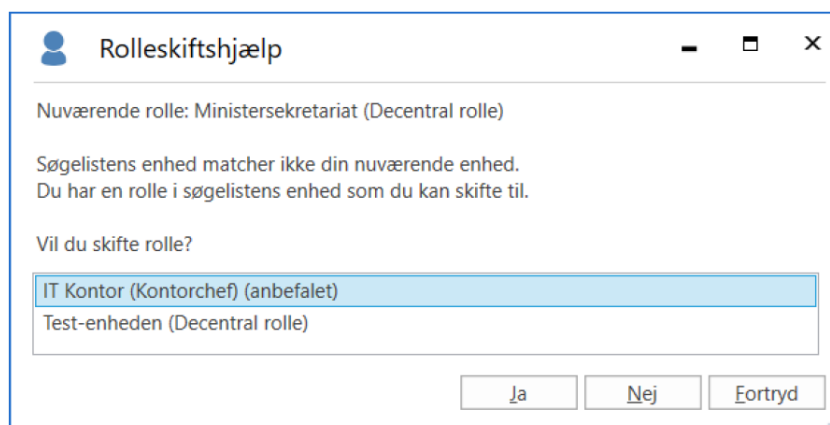 Rolleskiftshjælp
Nuværende rolle: Ministersekretariat (Decentral rolle)
Søgelistens enhed matcher ikke din nuværende enhed.
Du har en rolle i søgelistens enhed som du kan skifte til.
Vil du skifte rolle?
IT Kontor (Kontorchef) (anbefalet)
Test-enheden (Decentral rolle)
Ja Nej Fortryd